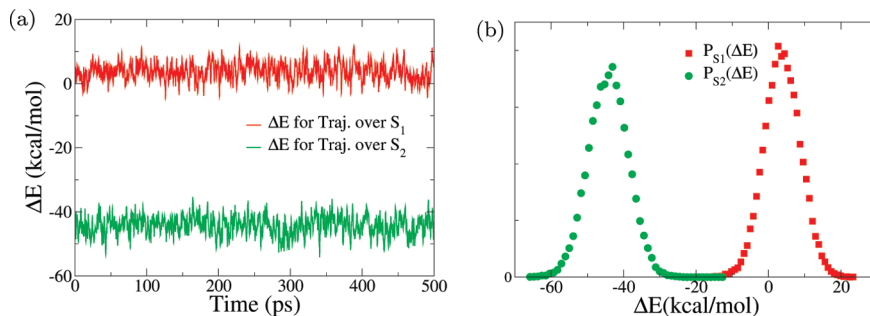 (a)
20
0
-20
-40
-60
ΔE (kcal/mol)
ΔE for Traj. over S1
ΔE for Traj. over S2
0 100 200 300 400 500
Time (ps)
(b)
PS1(ΔE)
PS2(ΔE)
0
0
-60 -40 -20 0 20
ΔE(kcal/mol)